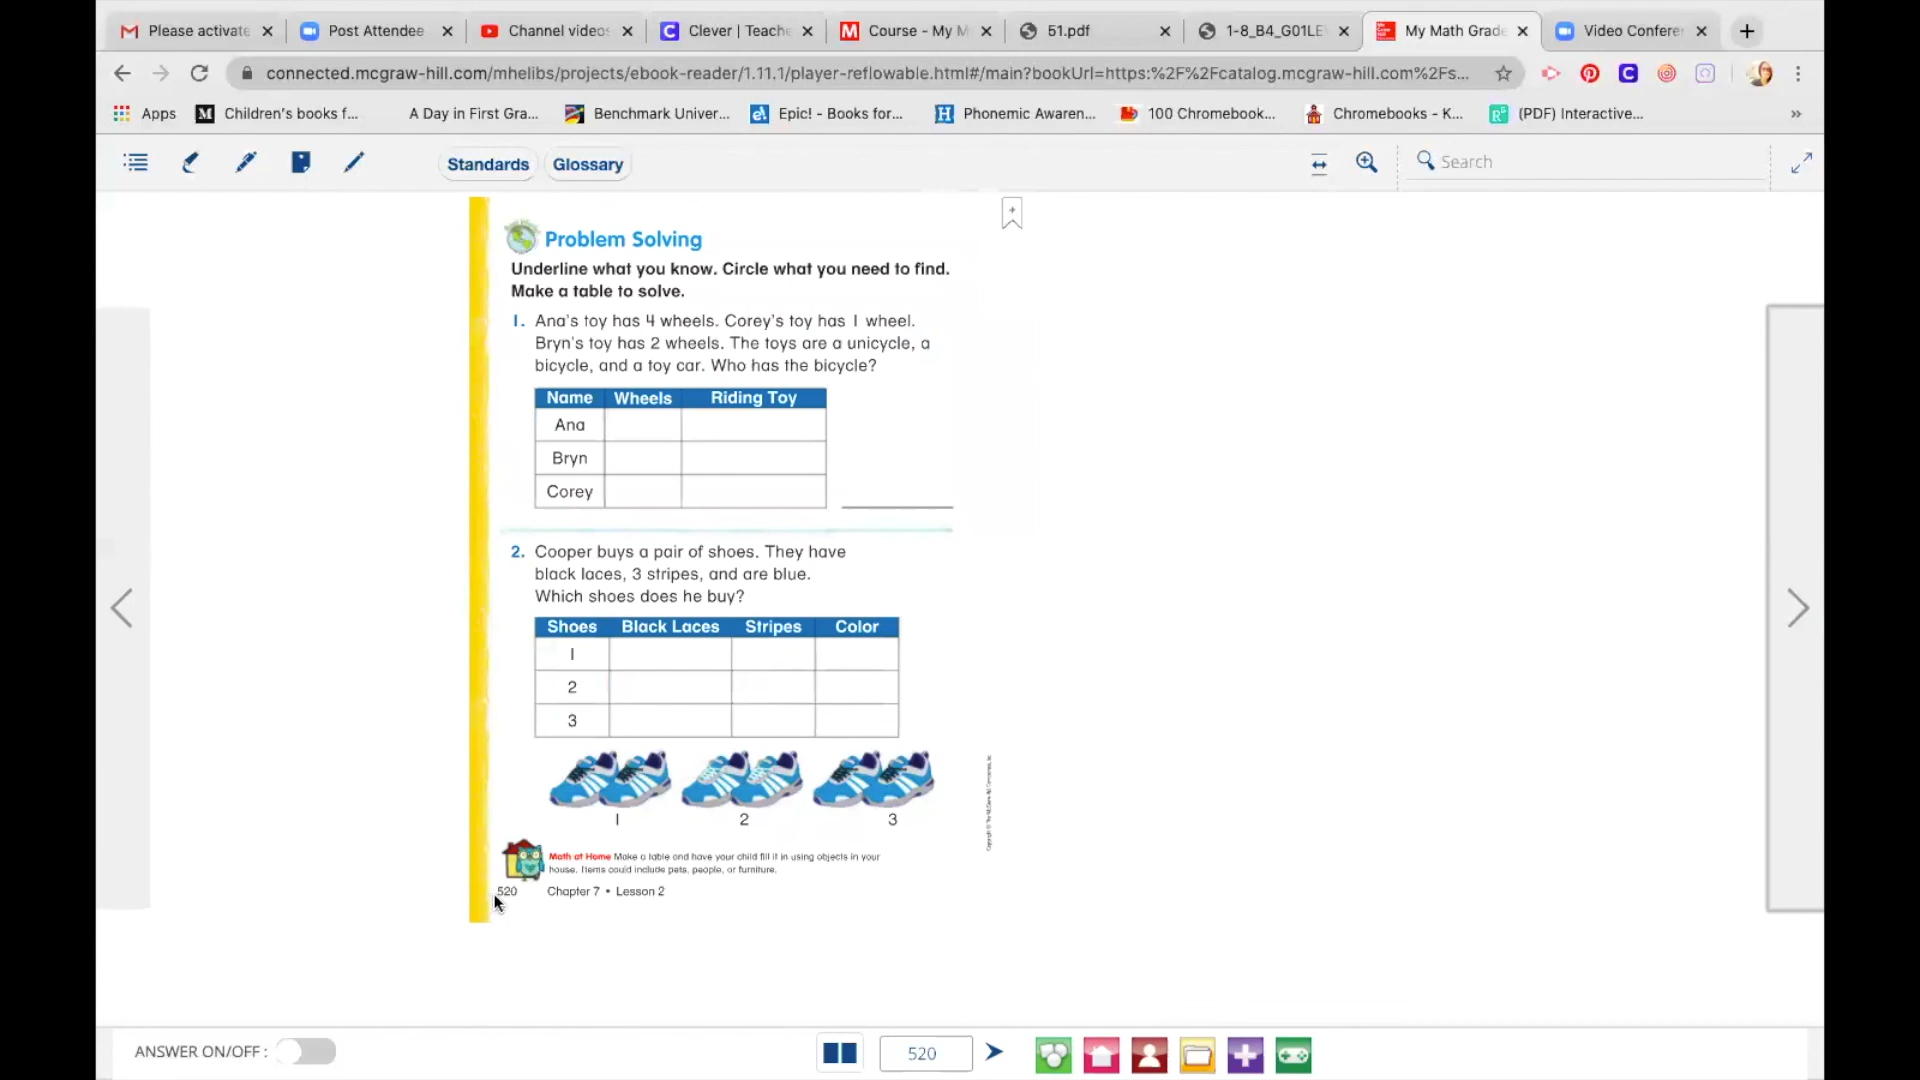 Please activate
Post Attendee
Channel videos
Clever | Teache
Course - My M
51.pdf
1-8_B4_G01LE
My Math Grade
Video Conferen
connected.mcgraw-hill.com/mhelibs/projects/ebook-reader/1.11.1/player-reflowable.html#/main?bookUrl=https:%2F%2Fcatalog.mcgraw-hill.com%2Fs...
Apps
Children's books f...
A Day in First Gra...
Benchmark Univer...
Epic! - Books for...
Phonemic Awaren...
100 Chromebook...
Chromebooks - K...
(PDF) Interactive...
»
Standards
Glossary
Search
Problem Solving
Underline what you know. Circle what you need to find.
Make a table to solve.
1. Ana's toy has 4 wheels. Corey's toy has 1 wheel.
Bryn's toy has 2 wheels. The toys are a unicycle, a
bicycle, and a toy car. Who has the bicycle?
Name Wheels Riding Toy
Ana
Bryn
Corey
2. Cooper buys a pair of shoes. They have
black laces, 3 stripes, and are blue.
Which shoes does he buy?
Shoes Black Laces Stripes Color
1
2
3
1 2 3
Math at Home Make a table and have your child fill it in using objects in your
house. Items could include pets, people, or furniture.
520 Chapter 7 • Lesson 2
ANSWER ON/OFF :
520